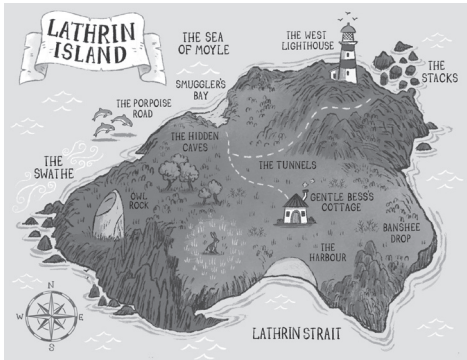 LATHRIN
ISLAND
THE SEA
OF MOYLE
THE WEST
LIGHTHOUSE
THE
STACKS
SMUGGLER'S
BAY
THE PORPOISE
ROAD
THE HIDDEN
CAVES
THE TUNNELS
THE
SWATHE
OWL
ROCK
GENTLE BESS'S
COTTAGE
BANSHEE
DROP
THE
HARBOUR
LATHRIN STRAIT
N
W
E
S